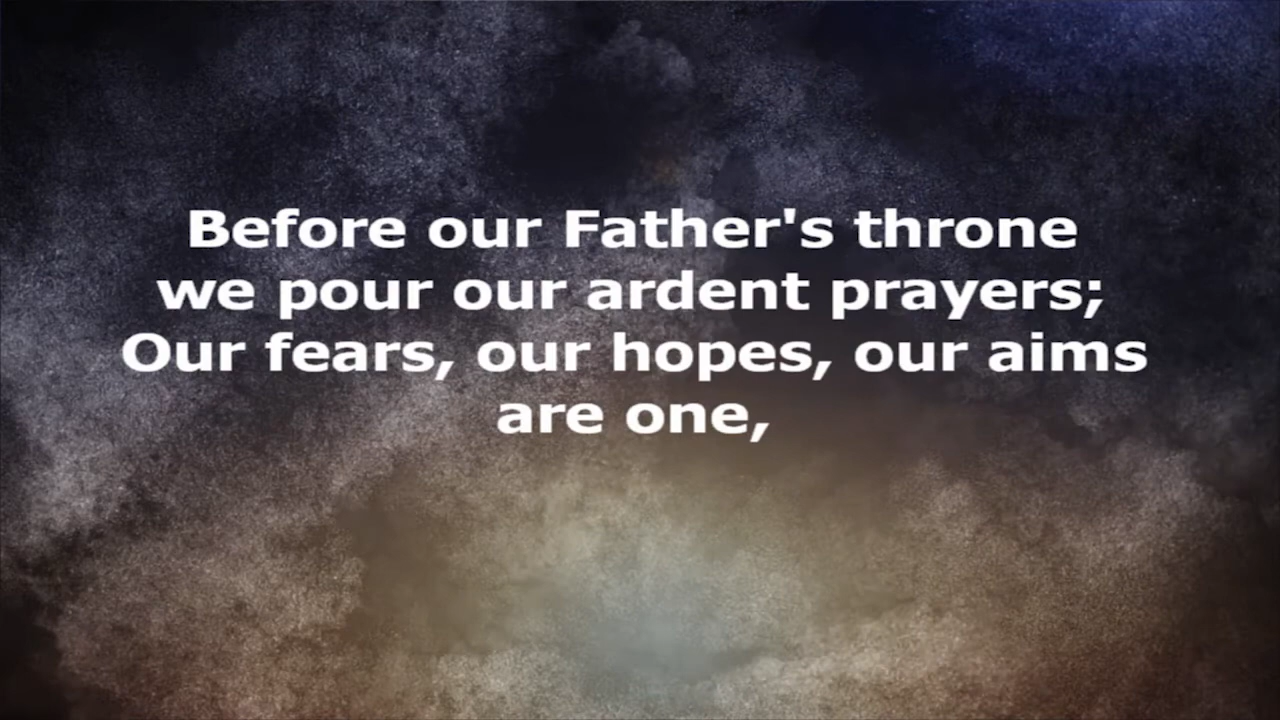 Before our Father's throne
we pour our ardent prayers;
Our fears, our hopes, our aims
are one,